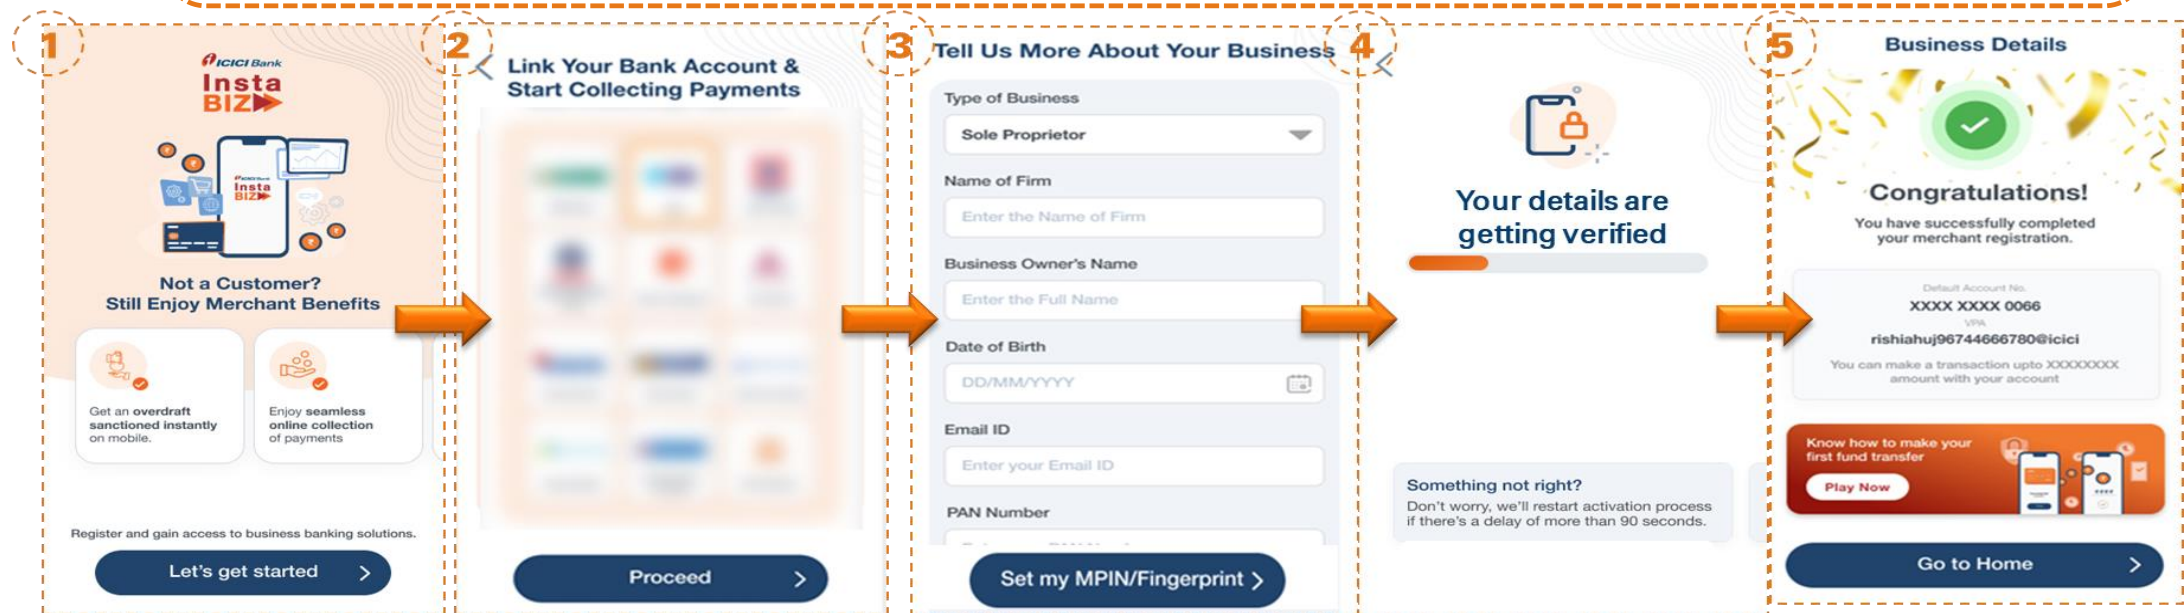 1
ICICI Bank
Insta
BIZ
ICICI Bank
Insta
BIZ
Not a Customer?
Still Enjoy Merchant Benefits
Get an overdraft
sanctioned instantly
on mobile.
Enjoy seamless
online collection
of payments
Register and gain access to business banking solutions.
Let's get started >
2
Link Your Bank Account &
Start Collecting Payments
Proceed >
3
Tell Us More About Your Business
Type of Business
Sole Proprietor
Name of Firm
Enter the Name of Firm
Business Owner's Name
Enter the Full Name
Date of Birth
DD/MM/YYYY
Email ID
Enter your Email ID
PAN Number
Set my MPIN/Fingerprint >
4
Your details are
getting verified
Something not right?
Don't worry, we'll restart activation process
if there's a delay of more than 90 seconds.
5
Business Details
Congratulations!
You have successfully completed
your merchant registration.
Default Account No.
XXXX XXXX 0066
VPA
rishiahuj96744666780@icici
You can make a transaction upto XXXXXXXX
amount with your account
Know how to make your
first fund transfer
Play Now
Go to Home >